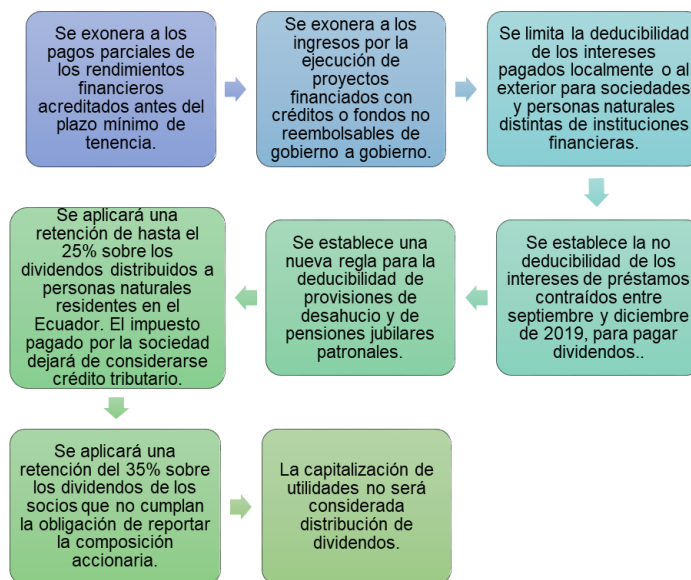 Se exonera a los
pagos parciales de
los rendimientos
financieros
acreditados antes del
plazo mínimo de
tenencia.
Se exonera a los
ingresos por la
ejecución de
proyectos
financiados con
créditos o fondos no
reembolsables de
gobierno a gobierno.
Se limita la deducibilidad
de los intereses
pagados localmente o al
exterior para sociedades
y personas naturales
distintas de instituciones
financieras.
Se establece la no
deducibilidad de los
intereses de préstamos
contraídos entre
septiembre y diciembre
de 2019, para pagar
dividendos..
Se establece una
nueva regla para la
deducibilidad de
provisiones de
desahucio y de
pensiones jubilares
patronales.
Se aplicará una
retención de hasta el
25% sobre los
dividendos distribuidos a
personas naturales
residentes en el
Ecuador. El impuesto
pagado por la sociedad
dejará de considerarse
crédito tributario.
Se aplicará una
retención del 35% sobre
los dividendos de los
socios que no cumplan
la obligación de reportar
la composición
accionaria.
La capitalización de
utilidades no será
considerada
distribución de
dividendos.